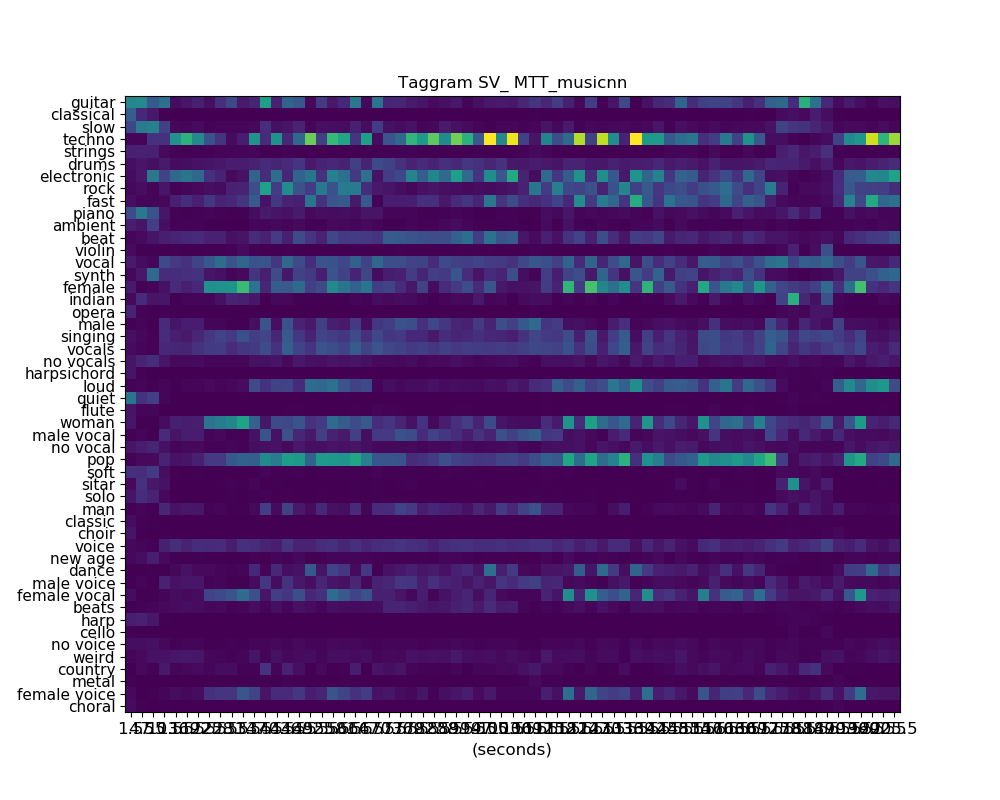 Taggram SV_ MTT_musicnn
guitar
classical
slow
techno
strings
drums
electronic
rock
fast
piano
ambient
beat
violin
vocal
synth
female
indian
opera
male
singing
vocals
no vocals
harpsichord
loud
quiet
flute
woman
male vocal
no vocal
pop
soft
sitar
solo
man
classic
choir
voice
new age
dance
male voice
female vocal
beats
harp
cello
no voice
weird
country
metal
female voice
choral
(seconds)